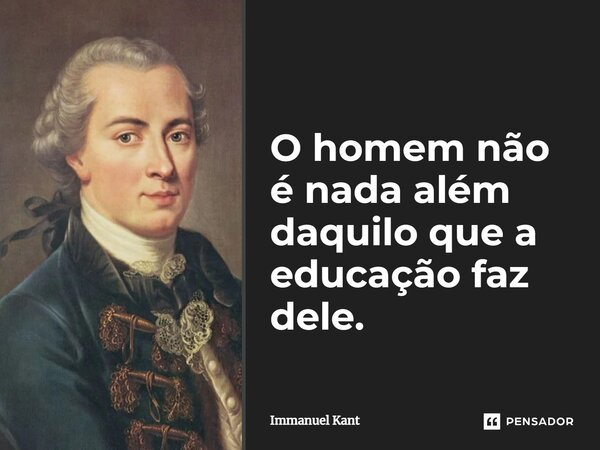 O homem não
é nada além
daquilo que a
educação faz
dele.
Immanuel Kant
PENSADOR